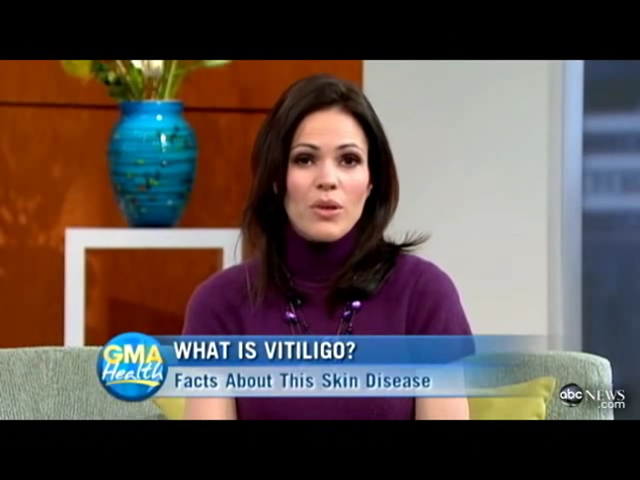 GMA
Health
WHAT IS VITILIGO?
Facts About This Skin Disease
abc NEWS
.com